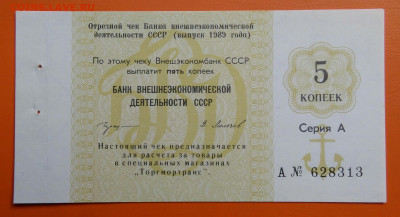 Отрезной чек Банка внешнеэкономической
деятельности СССР (выпуск 1989 года)
По этому чеку Внешэкономбанк СССР
выплатит пять копеек
БАНК ВНЕШНЕЭКОНОМИЧЕСКОЙ
ДЕЯТЕЛЬНОСТИ СССР
Настоящий чек предназначается
для расчета за товары
в специальных магазинах
"Торгмортранс".
5
КОПЕЕК
Серия А
А № 628313